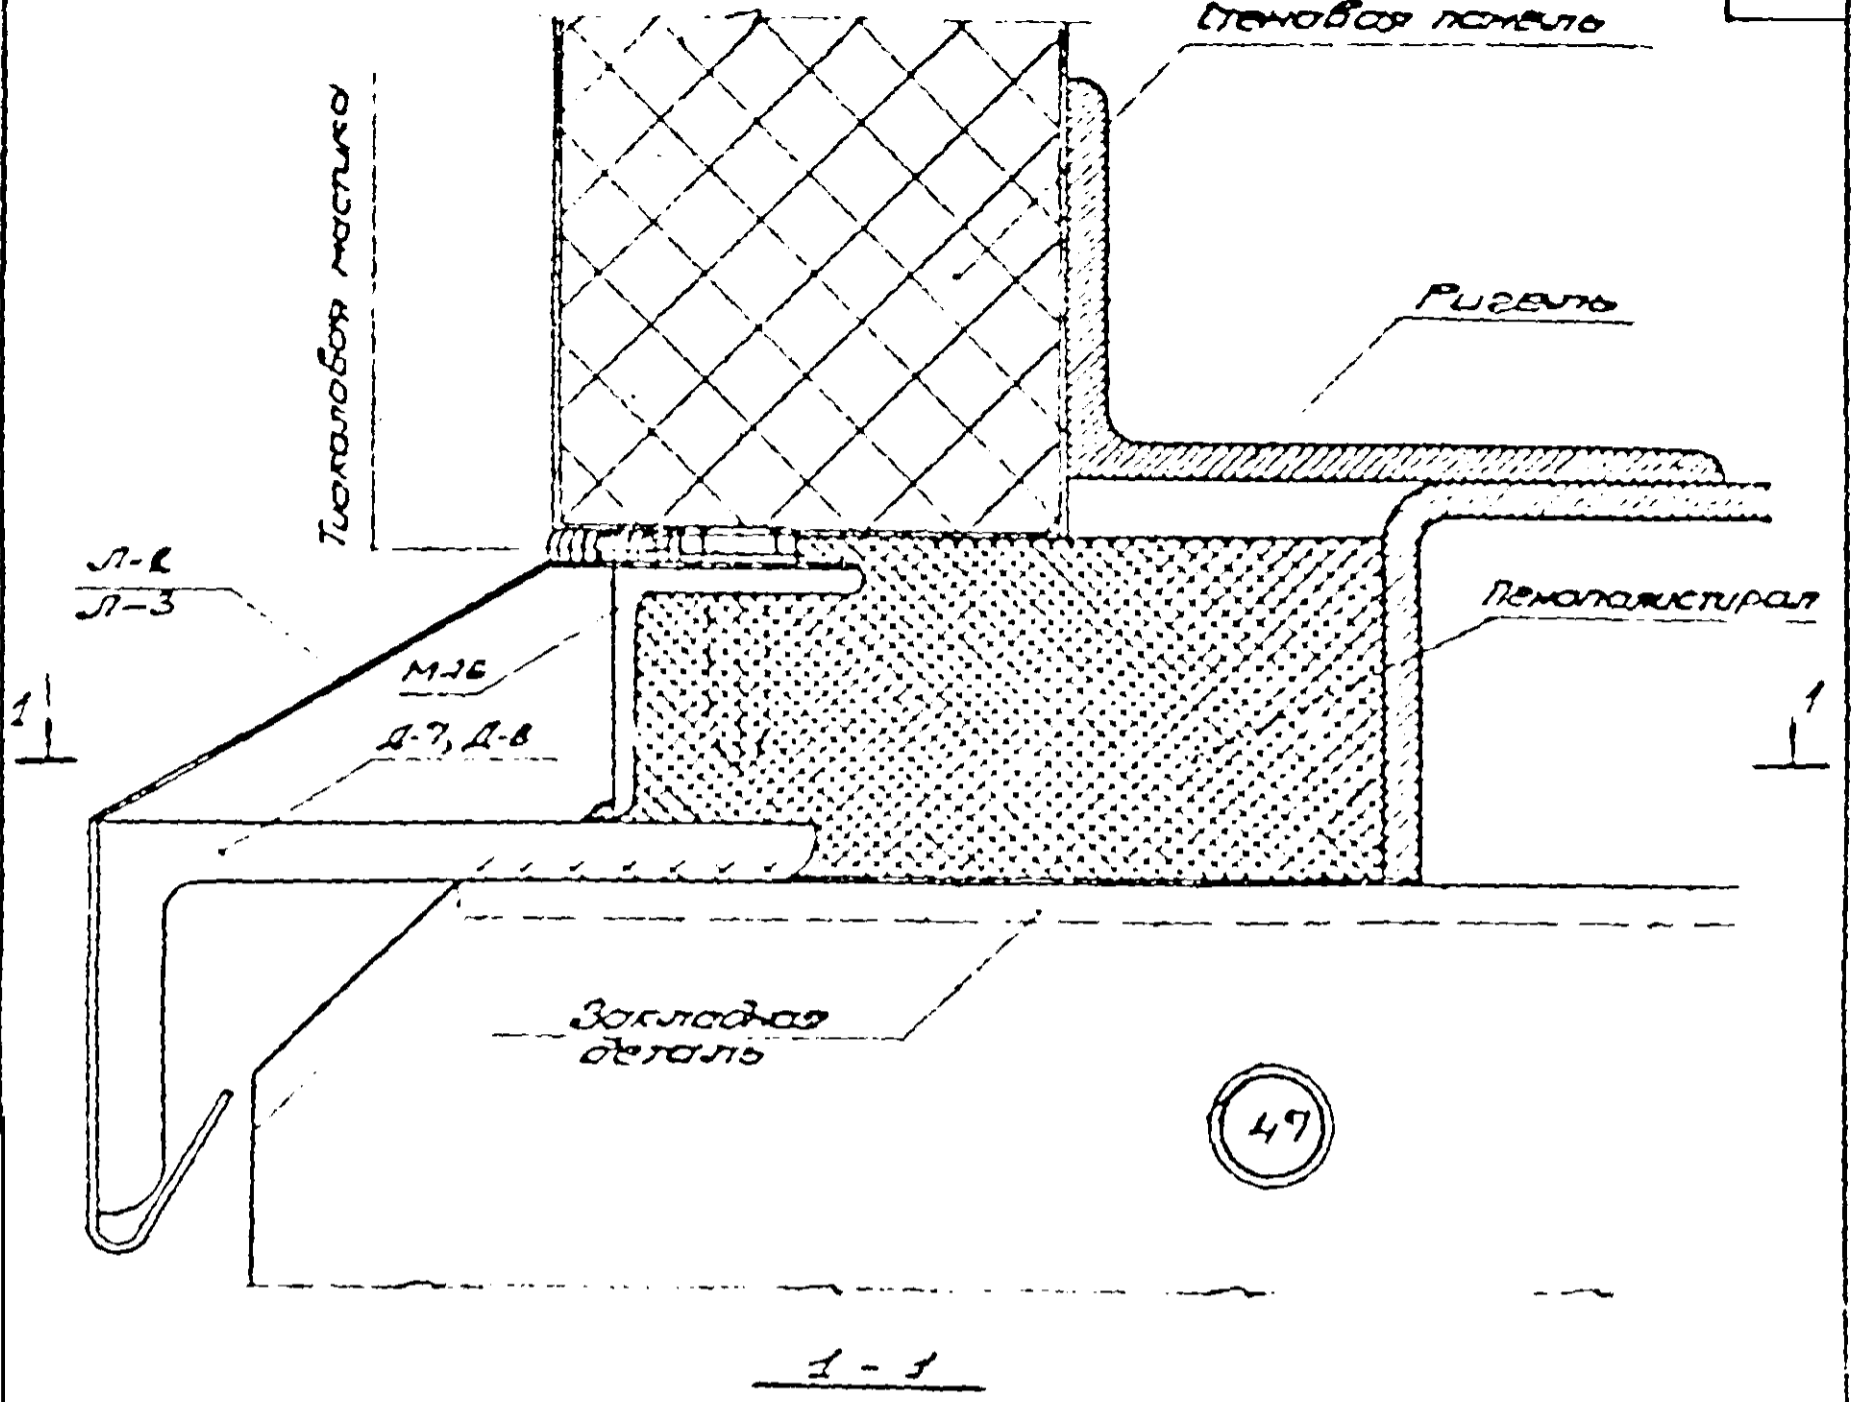 Стеновая панель
Тиоколовая мастика
Ригель
Л-2
Л-3
Пенополистирол
М-16
Д-7, Д-8
1
1
Закладная
деталь
47
1 - 1